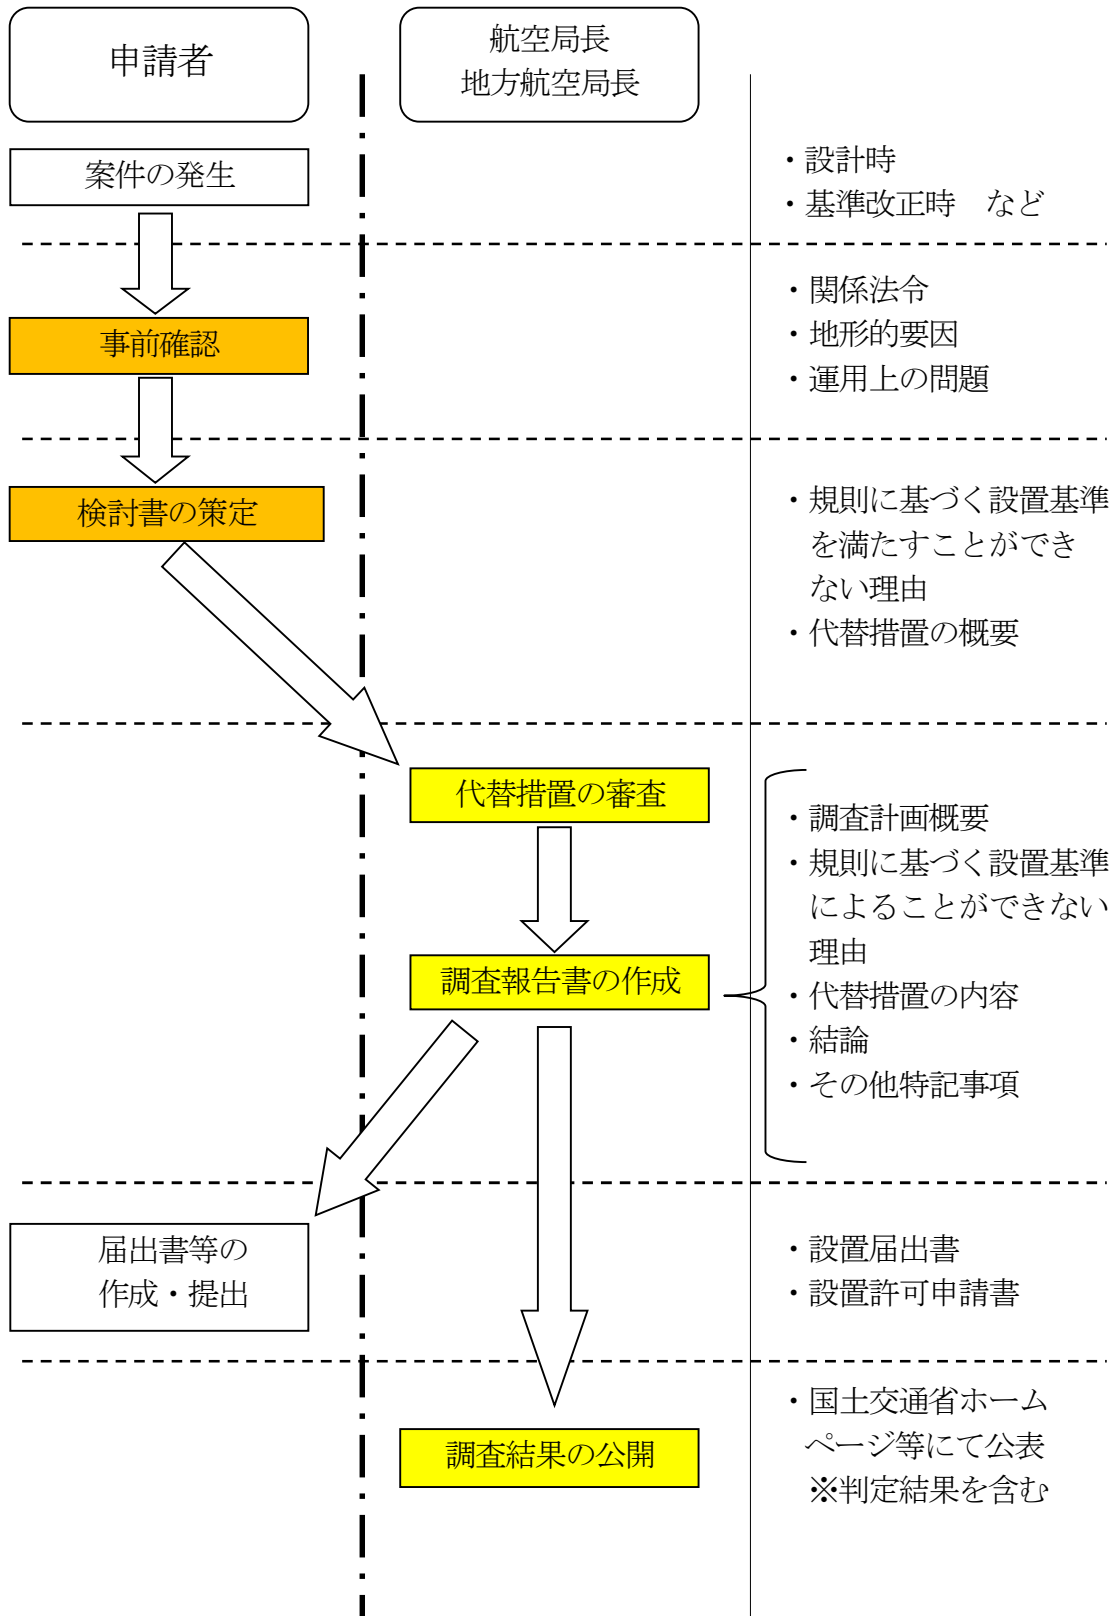 申請者
航空局長
地方航空局長
案件の発生
・設計時
・基準改正時　など
事前確認
・関係法令
・地形的要因
・運用上の問題
検討書の策定
・規則に基づく設置基準
を満たすことができ
ない理由
・代替措置の概要
代替措置の審査
調査報告書の作成
・調査計画概要
・規則に基づく設置基準
によることができない
理由
・代替措置の内容
・結論
・その他特記事項
届出書等の
作成・提出
・設置届出書
・設置許可申請書
調査結果の公開
・国土交通省ホーム
ページ等にて公表
※判定結果を含む